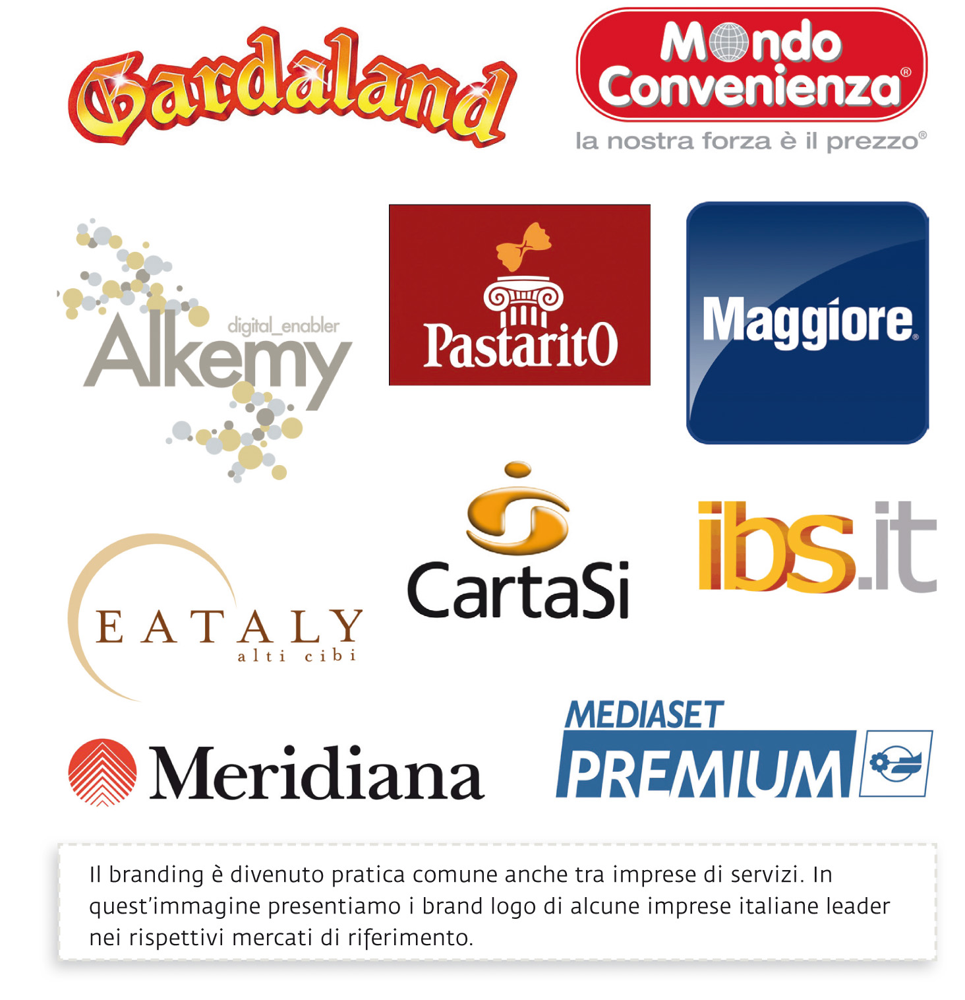 Gardaland
Mondo
Convenienza®
la nostra forza è il prezzo®
digital_enabler
Alkemy
Pastarito
Maggiore®
CartaSi
ibs.it
EATALY
alti cibi
MEDIASET
PREMIUM
Meridiana
Il branding è divenuto pratica comune anche tra imprese di servizi. In
quest’immagine presentiamo i brand logo di alcune imprese italiane leader
nei rispettivi mercati di riferimento.